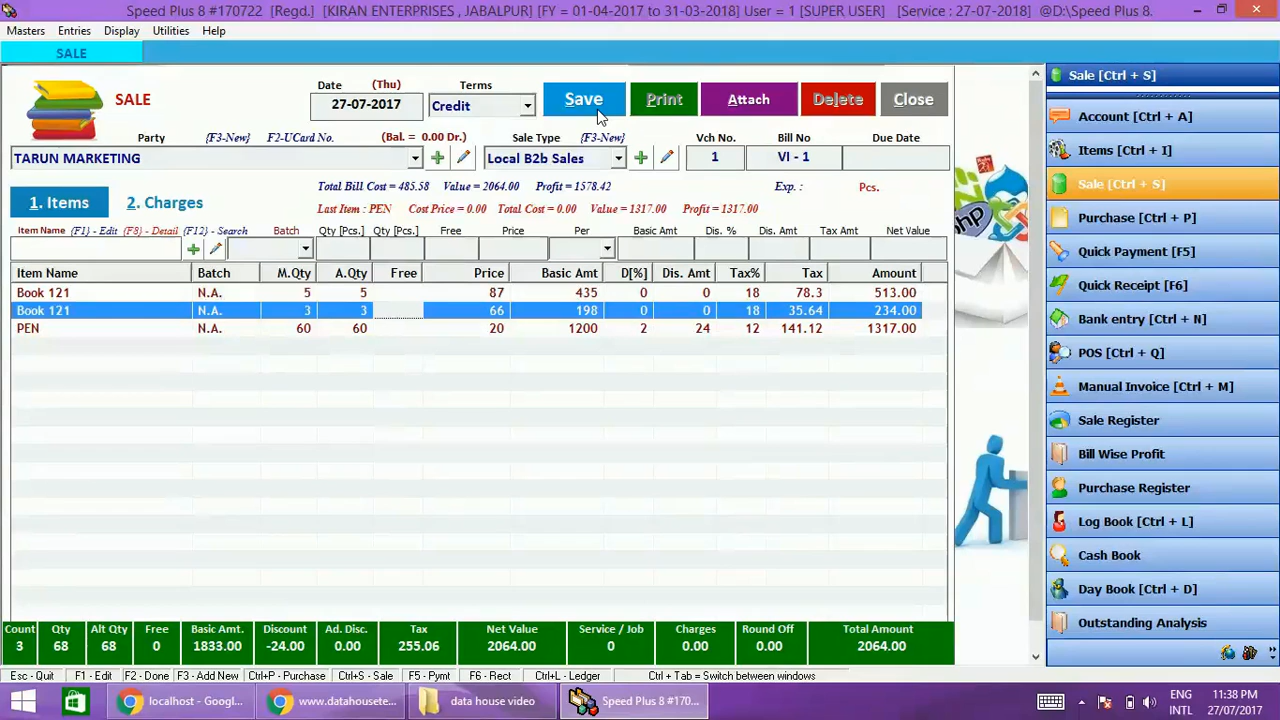 Speed Plus 8 #170722 [Regd.] [KIRAN ENTERPRISES , JABALPUR] [FY = 01-04-2017 to 31-03-2018] User = 1 [SUPER USER] [Service : 27-07-2018] @D:\Speed Plus 8.
Masters Entries Display Utilities Help
SALE
Sale [Ctrl + S]
SALE
Date (Thu) Terms
27-07-2017 Credit Save Print Attach Delete Close
Party {F3-New} F2-UCard No. (Bal. = 0.00 Dr.) Sale Type {F3-New} Vch No. Bill No Due Date
TARUN MARKETING Local B2b Sales 1 VI - 1
Total Bill Cost = 485.58 Value = 2064.00 Profit = 1578.42 Exp. : Pcs.
1. Items 2. Charges
Last Item : PEN Cost Price = 0.00 Total Cost = 0.00 Value = 1317.00 Profit = 1317.00
Item Name {F1} - Edit {F8} - Detail {F12} - Search Batch Qty [Pcs.] Qty [Pcs.] Free Price Per Basic Amt Dis. % Dis. Amt Tax Amt Net Value
Item Name Batch M.Qty A.Qty Free Price Basic Amt D[%] Dis. Amt Tax% Tax Amount
Book 121 N.A. 5 5 87 435 0 0 18 78.3 513.00
Book 121 N.A. 3 3 66 198 0 0 18 35.64 234.00
PEN N.A. 60 60 20 1200 2 24 12 141.12 1317.00
Count Qty Alt Qty Free Basic Amt. Discount Ad. Disc. Tax Net Value Service / Job Charges Round Off Total Amount
3 68 68 0 1833.00 -24.00 0.00 255.06 2064.00 0 0.00 0.00 2064.00
Esc - Quit F1 - Edit F2 - Done F3 - Add New Ctrl+P - Purchase Ctrl+S - Sale F5 - Pymt F6 - Rect Ctrl+L - Ledger Ctrl + Tab = Switch between windows
Account [Ctrl + A]
Items [Ctrl + I]
Sale [Ctrl + S]
Purchase [Ctrl + P]
Quick Payment [F5]
Quick Receipt [F6]
Bank entry [Ctrl + N]
POS [Ctrl + Q]
Manual Invoice [Ctrl + M]
Sale Register
Bill Wise Profit
Purchase Register
Log Book [Ctrl + L]
Cash Book
Day Book [Ctrl + D]
Outstanding Analysis
localhost - Googl... www.datahousete... data house video Speed Plus 8 #170...
ENG 11:38 PM
INTL 27/07/2017